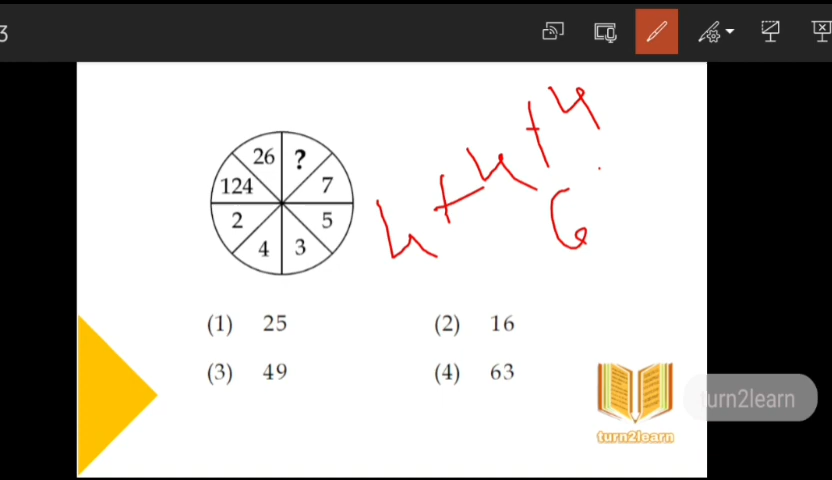 3
26 ?
124 7
2 5
4 3
4+4+4
6
(1) 25 (2) 16
(3) 49 (4) 63
turn2learn
turn2learn